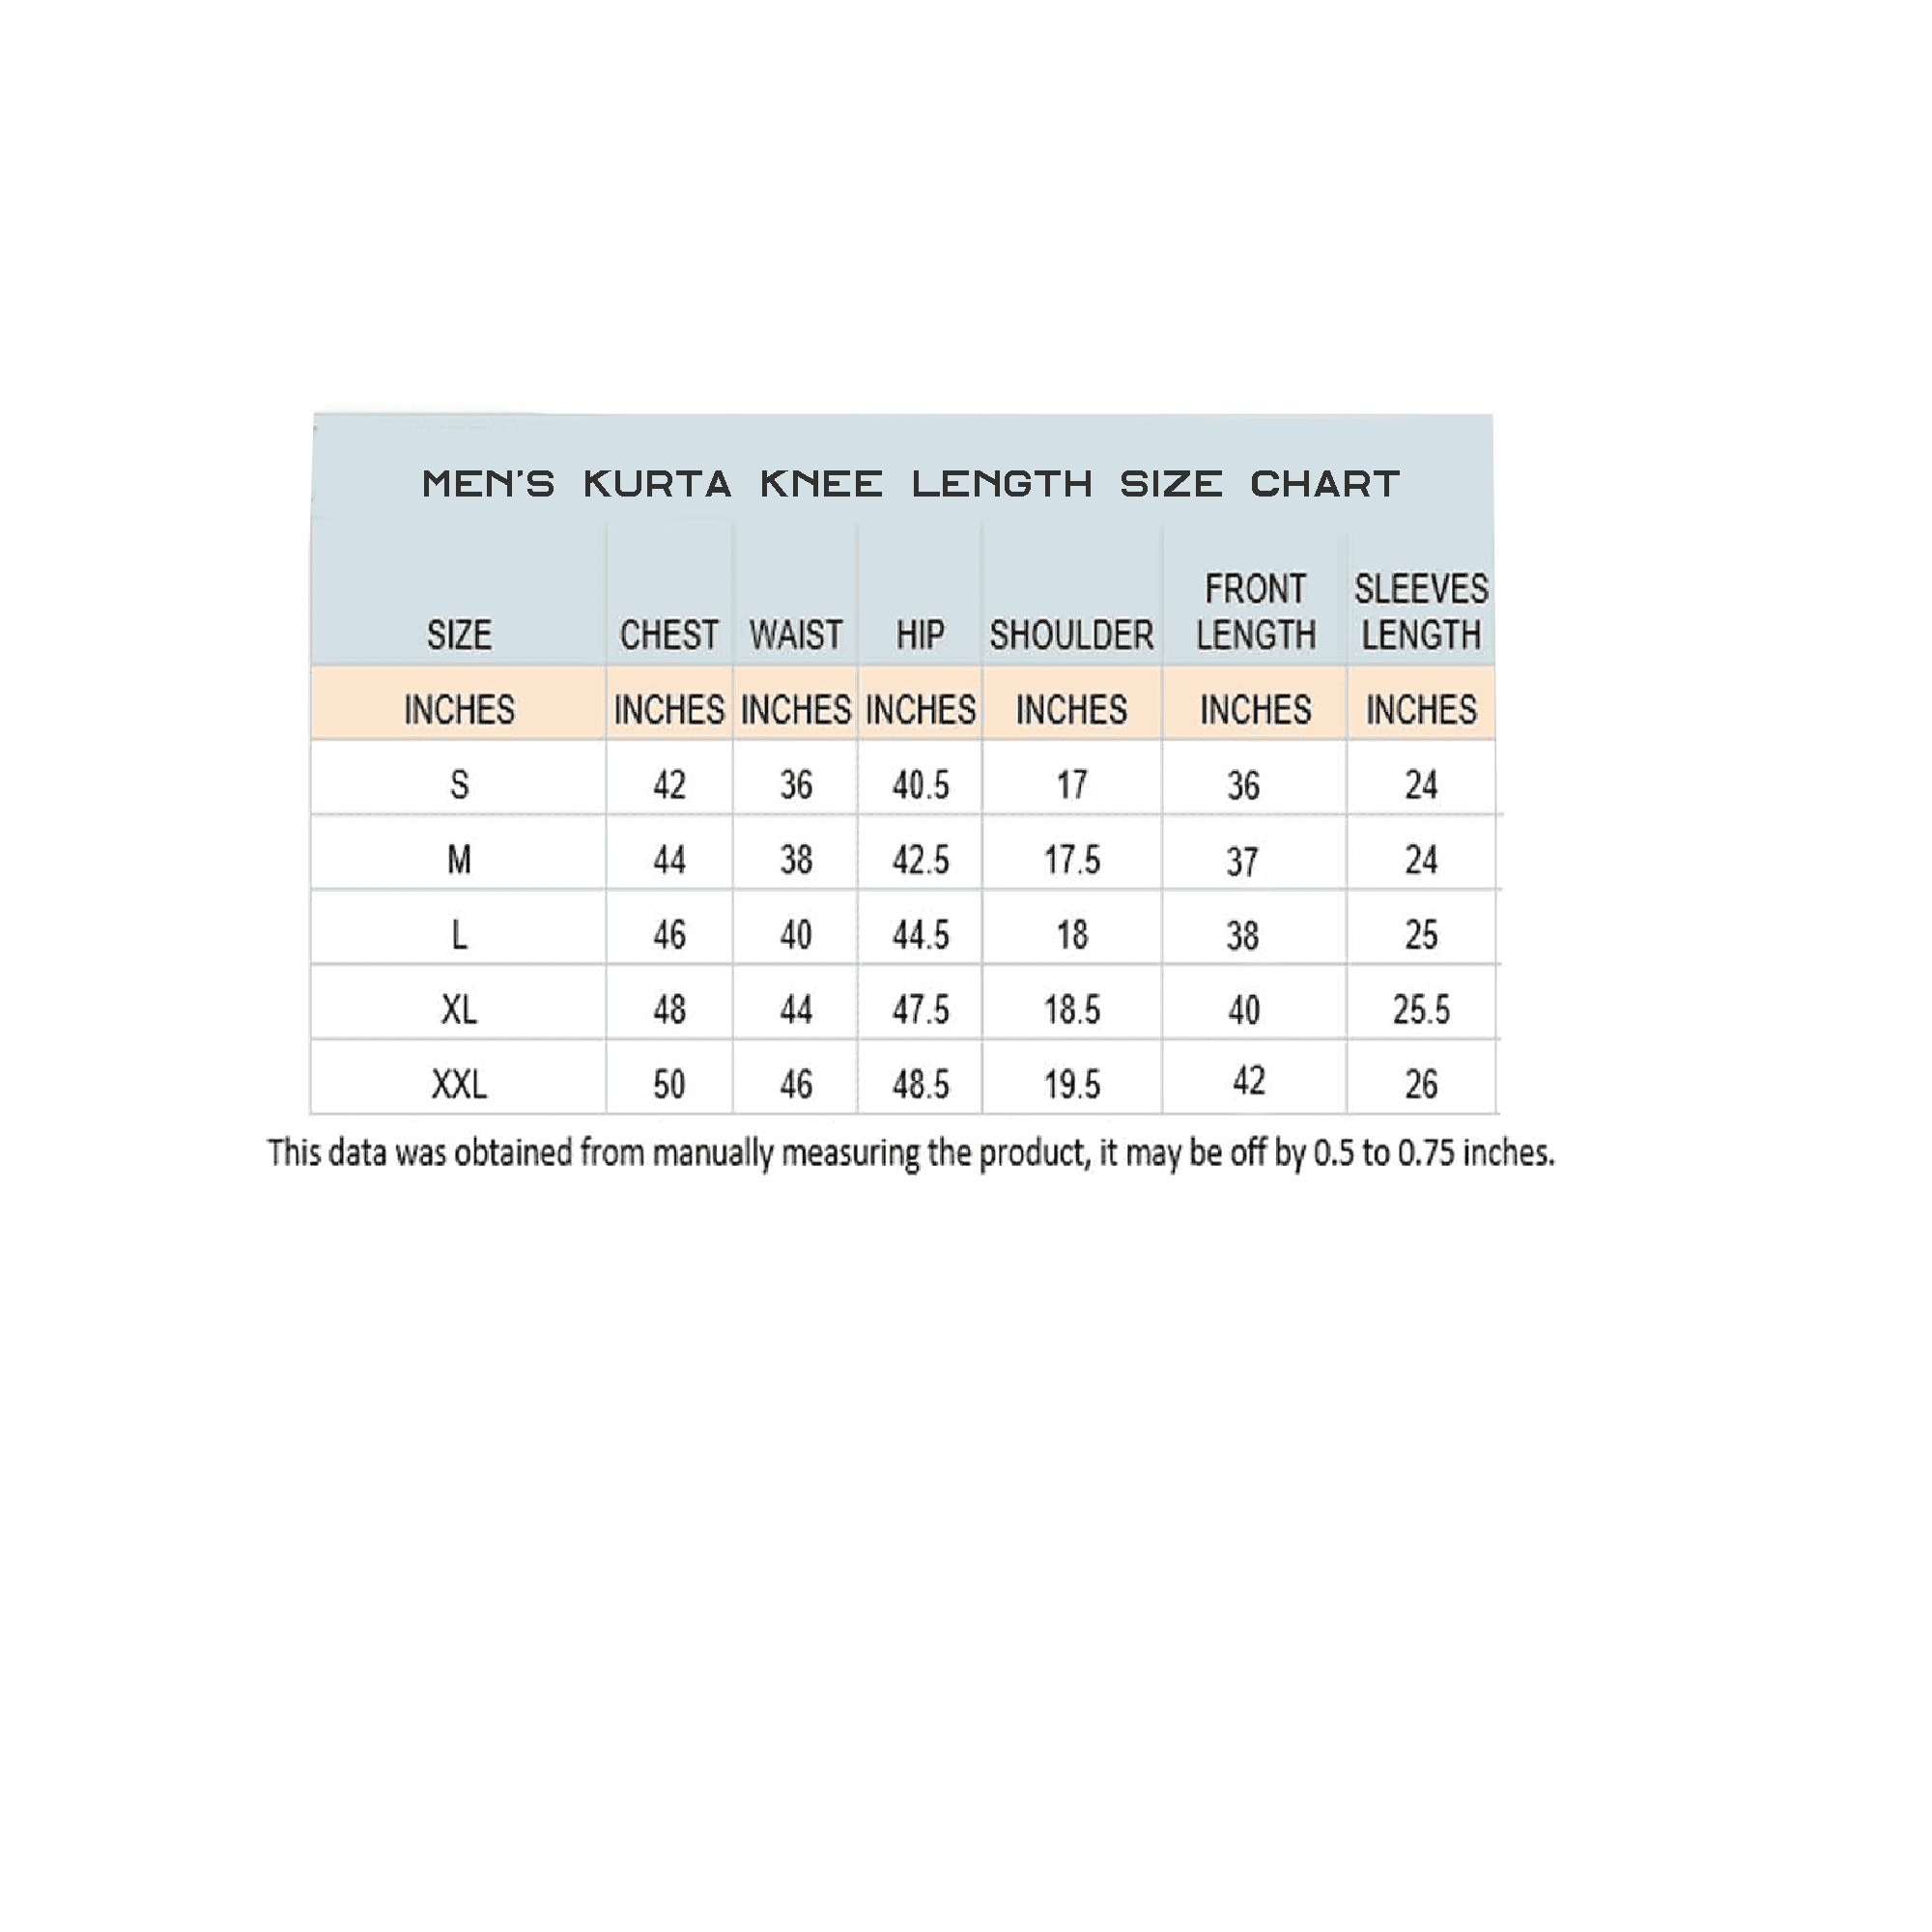 MEN'S KURTA KNEE LENGTH SIZE CHART
SIZE CHEST WAIST HIP SHOULDER FRONT LENGTH SLEEVES LENGTH
INCHES INCHES INCHES INCHES INCHES INCHES INCHES
S 42 36 40.5 17 36 24
M 44 38 42.5 17.5 37 24
L 46 40 44.5 18 38 25
XL 48 44 47.5 18.5 40 25.5
XXL 50 46 48.5 19.5 42 26
This data was obtained from manually measuring the product, it may be off by 0.5 to 0.75 inches.